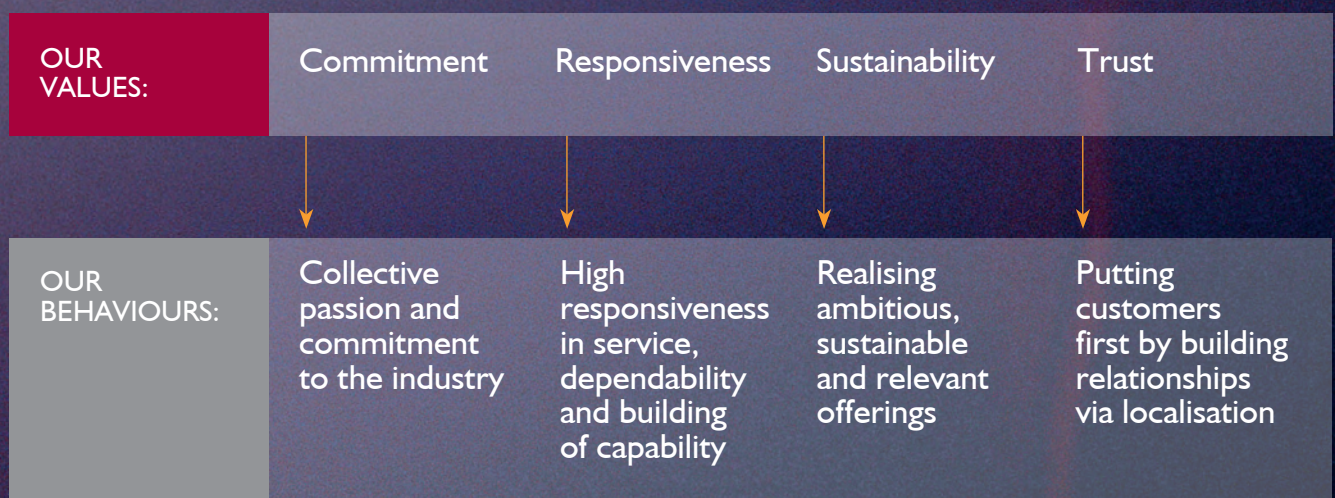 OUR
VALUES:
Commitment
Responsiveness
Sustainability
Trust
OUR
BEHAVIOURS:
Collective
passion and
commitment
to the industry
High
responsiveness
in service,
dependability
and building
of capability
Realising
ambitious,
sustainable
and relevant
offerings
Putting
customers
first by building
relationships
via localisation